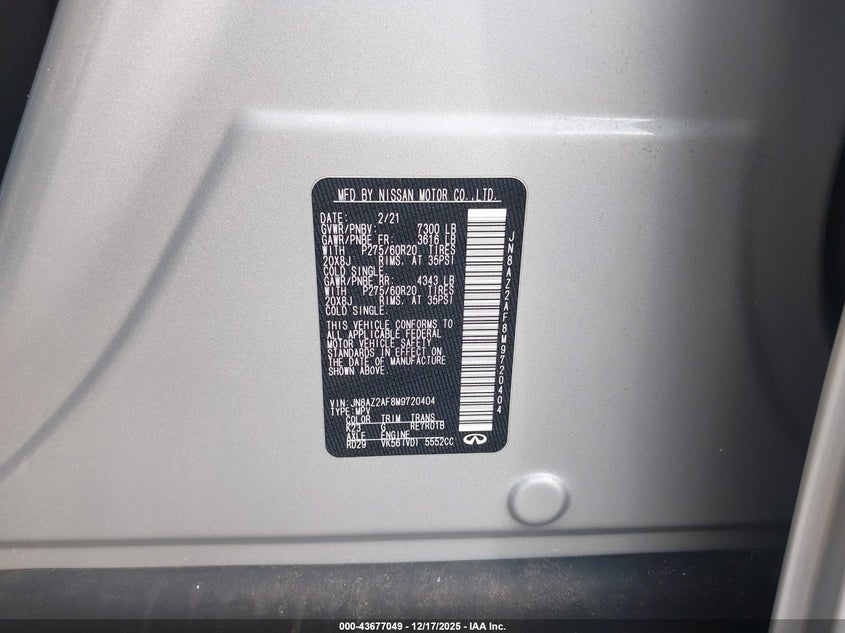 MFD BY NISSAN MOTOR CO.,LTD.
DATE: 2/21
GVWR/PNBV: 7300 LB
GAWR/PNBE FR: 3616 LB
WITH P275/60R20 TIRES
20X8J RIMS. AT 35PSI
COLD SINGLE.
GAWR/PNBE RR: 4343 LB
WITH P275/60R20 TIRES
20X8J RIMS. AT 35PSI
COLD SINGLE.
THIS VEHICLE CONFORMS TO
ALL APPLICABLE FEDERAL
MOTOR VEHICLE SAFETY
STANDARDS IN EFFECT ON
THE DATE OF MANUFACTURE
SHOWN ABOVE.
VIN: JN8AZ2AF8M9720404
TYPE: MPV
COLOR TRIM TRANS
K23 G RE7R01B
AXLE ENGINE
RD29 VK56(VD) 5552CC
JN8AZ2AF8M9720404
000-43677049 - 12/17/2025 - IAA Inc.